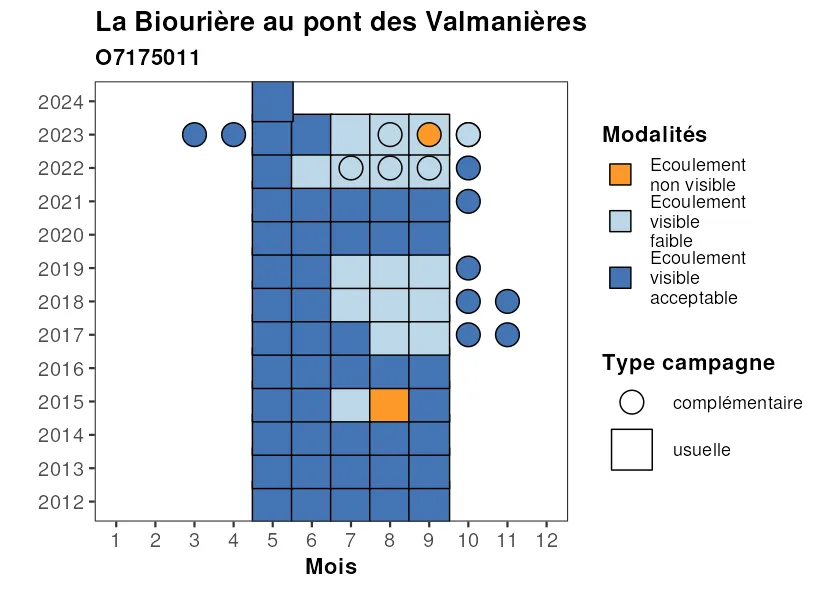 La Biourière au pont des Valmanières
O7175011
2024
2023
2022
2021
2020
2019
2018
2017
2016
2015
2014
2013
2012
1 2 3 4 5 6 7 8 9 10 11 12
Mois
Modalités
Ecoulement
non visible
Ecoulement
visible
faible
Ecoulement
visible
acceptable
Type campagne
complémentaire
usuelle